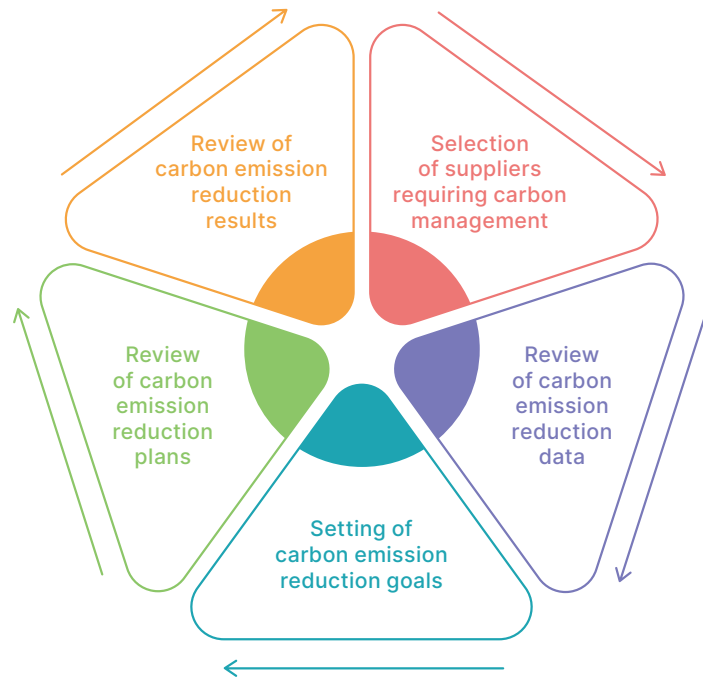 Review of
carbon emission
reduction
results
Selection
of suppliers
requiring carbon
management
Review
of carbon
emission
reduction
data
Setting of
carbon emission
reduction goals
Review
of carbon
emission
reduction
plans